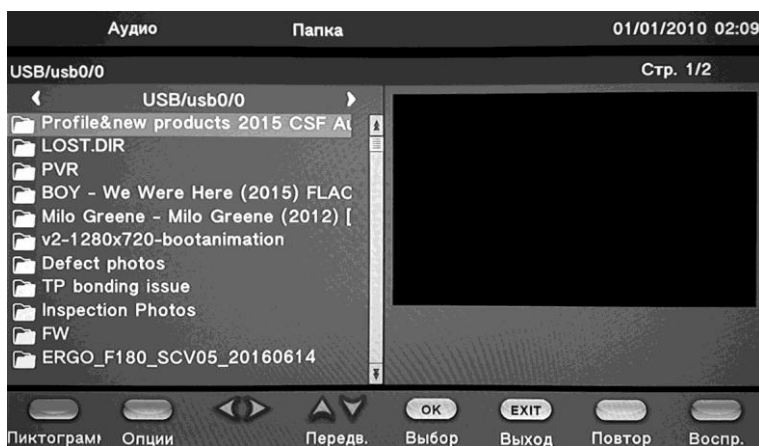 Аудио Папка 01/01/2010 02:09
USB/usb0/0 Стр. 1/2
USB/usb0/0
Profile&new products 2015 CSF Au
LOST.DIR
PVR
BOY - We Were Here (2015) FLAC
Milo Greene - Milo Greene (2012) [
v2-1280x720-bootanimation
Defect photos
TP bonding issue
Inspection Photos
FW
ERGO_F180_SCV05_20160614
OK EXIT
Пиктограмм Опции Передв. Выбор Выход Повтор Воспр.